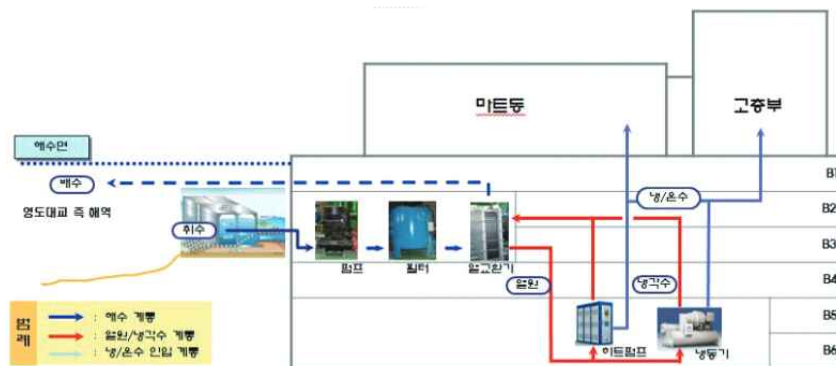 마트동
고층부
해수면
B1
배수
냉/온수
영도대교 측 해역
B2
취수
B3
펌프
필터
열교환기
열원
냉각수
B4
범례
: 해수 계통
B5
: 열원/냉각수 계통
히트펌프
냉동기
: 냉/온수 인입 계통
B6